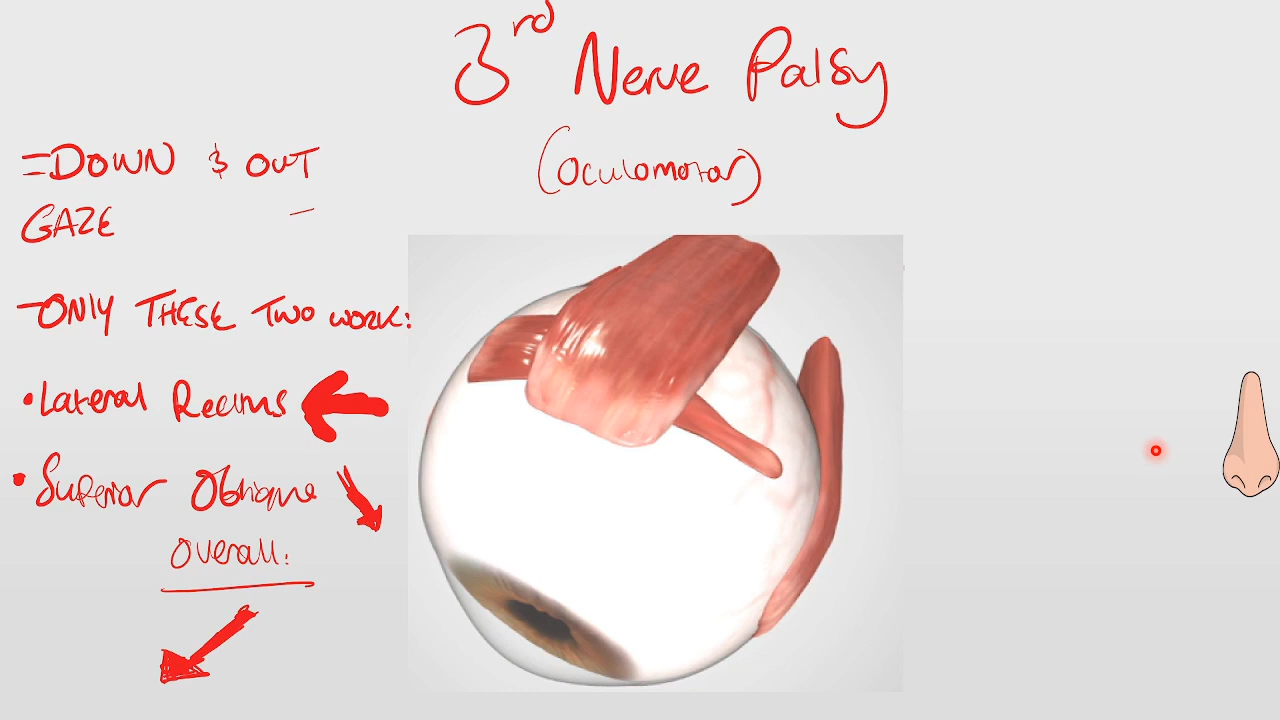 3rd Nerve Palsy
(Oculomotor)
=DOWN & OUT
GAZE
-ONLY THESE TWO WORK:
•Lateral Rectus
•Superior Oblique
Overall: